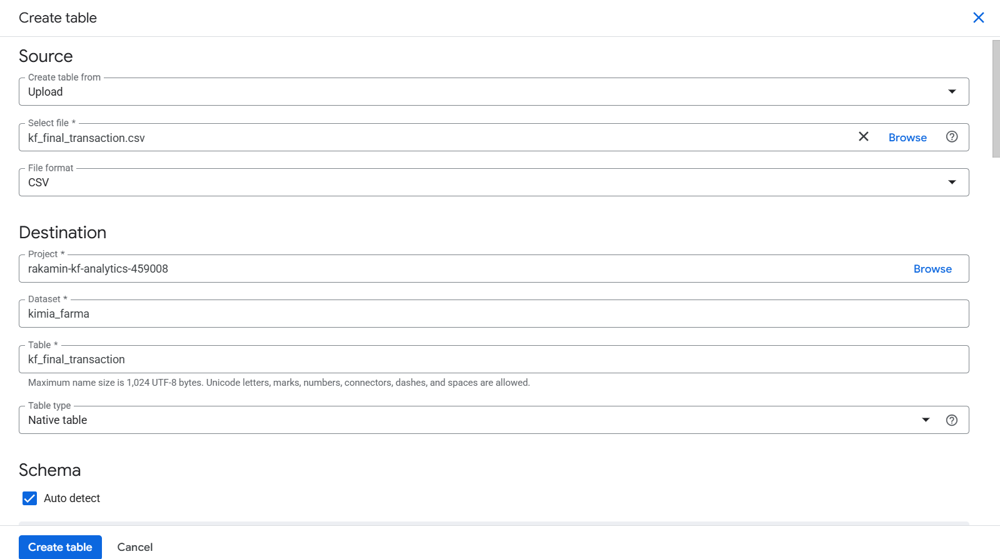 Create table
Source
Create table from
Upload
Select file *
kf_final_transaction.csv
Browse
File format
CSV
Destination
Project *
rakamin-kf-analytics-459008
Browse
Dataset *
kimia_farma
Table *
kf_final_transaction
Maximum name size is 1,024 UTF-8 bytes. Unicode letters, marks, numbers, connectors, dashes, and spaces are allowed.
Table type
Native table
Schema
Auto detect
Create table
Cancel